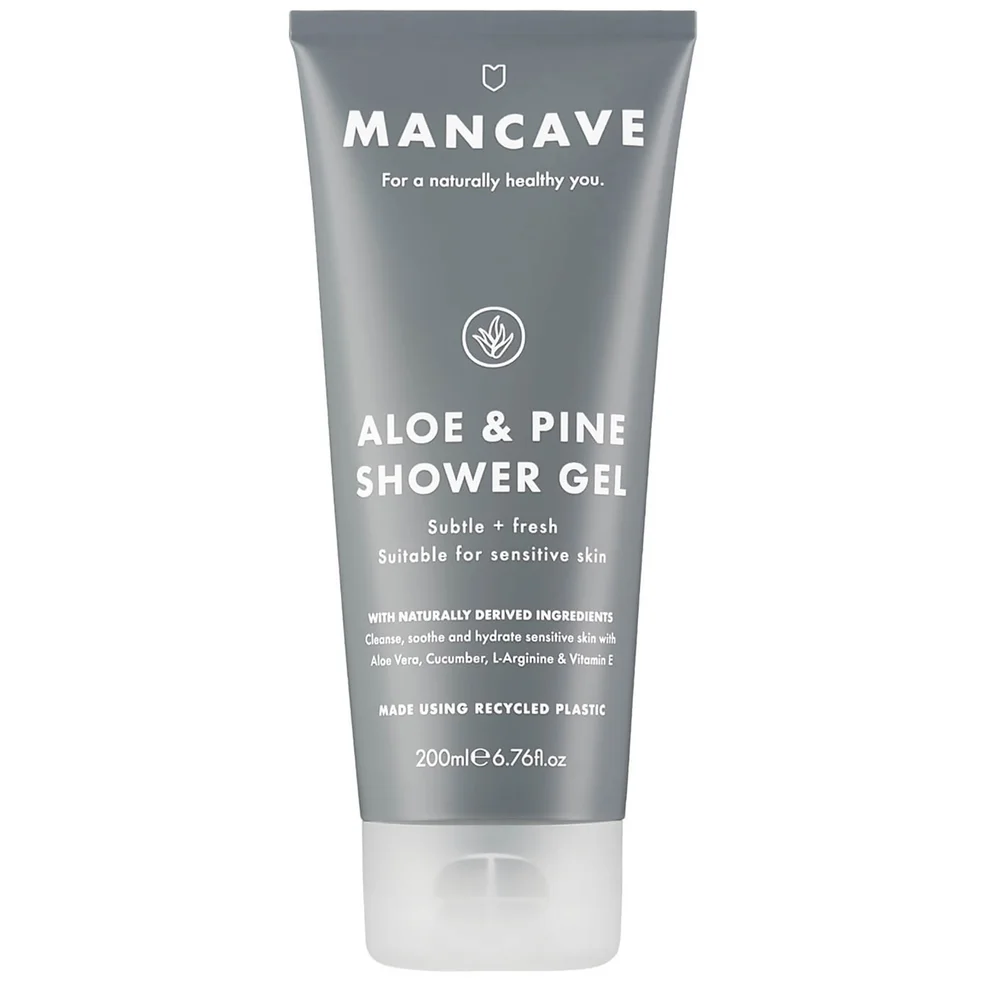 MANCAVE
For a naturally healthy you.
ALOE & PINE
SHOWER GEL
Subtle + fresh
Suitable for sensitive skin
WITH NATURALLY DERIVED INGREDIENTS
Cleanse, soothe and hydrate sensitive skin with
Aloe Vera, Cucumber, L-Arginine & Vitamin E
MADE USING RECYCLED PLASTIC
200ml℮6.76fl.oz